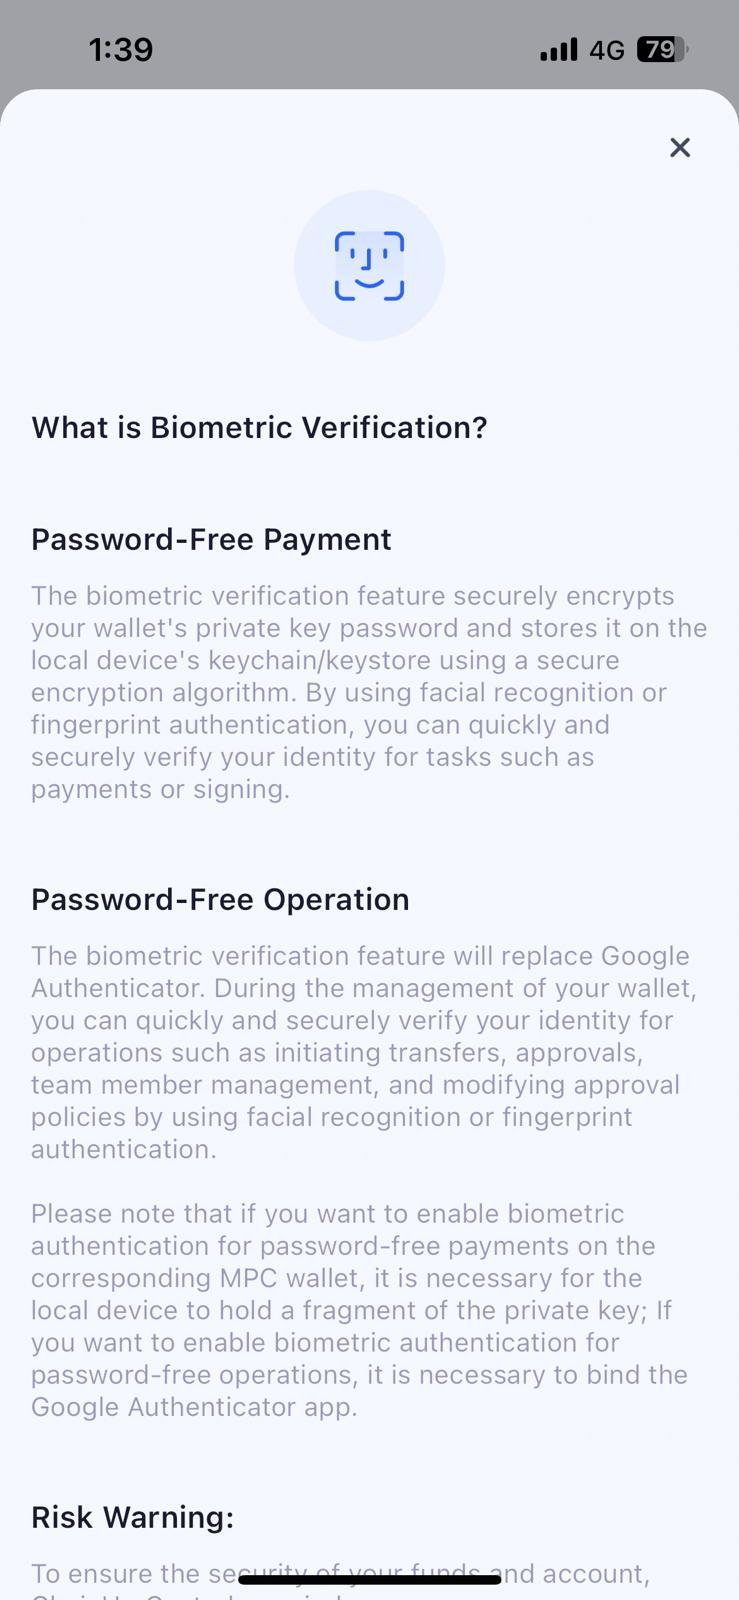 1:39
4G
79
What is Biometric Verification?
Password-Free Payment
The biometric verification feature securely encrypts
your wallet's private key password and stores it on the
local device's keychain/keystore using a secure
encryption algorithm. By using facial recognition or
fingerprint authentication, you can quickly and
securely verify your identity for tasks such as
payments or signing.
Password-Free Operation
The biometric verification feature will replace Google
Authenticator. During the management of your wallet,
you can quickly and securely verify your identity for
operations such as initiating transfers, approvals,
team member management, and modifying approval
policies by using facial recognition or fingerprint
authentication.
Please note that if you want to enable biometric
authentication for password-free payments on the
corresponding MPC wallet, it is necessary for the
local device to hold a fragment of the private key; If
you want to enable biometric authentication for
password-free operations, it is necessary to bind the
Google Authenticator app.
Risk Warning:
To ensure the security of your funds and account,